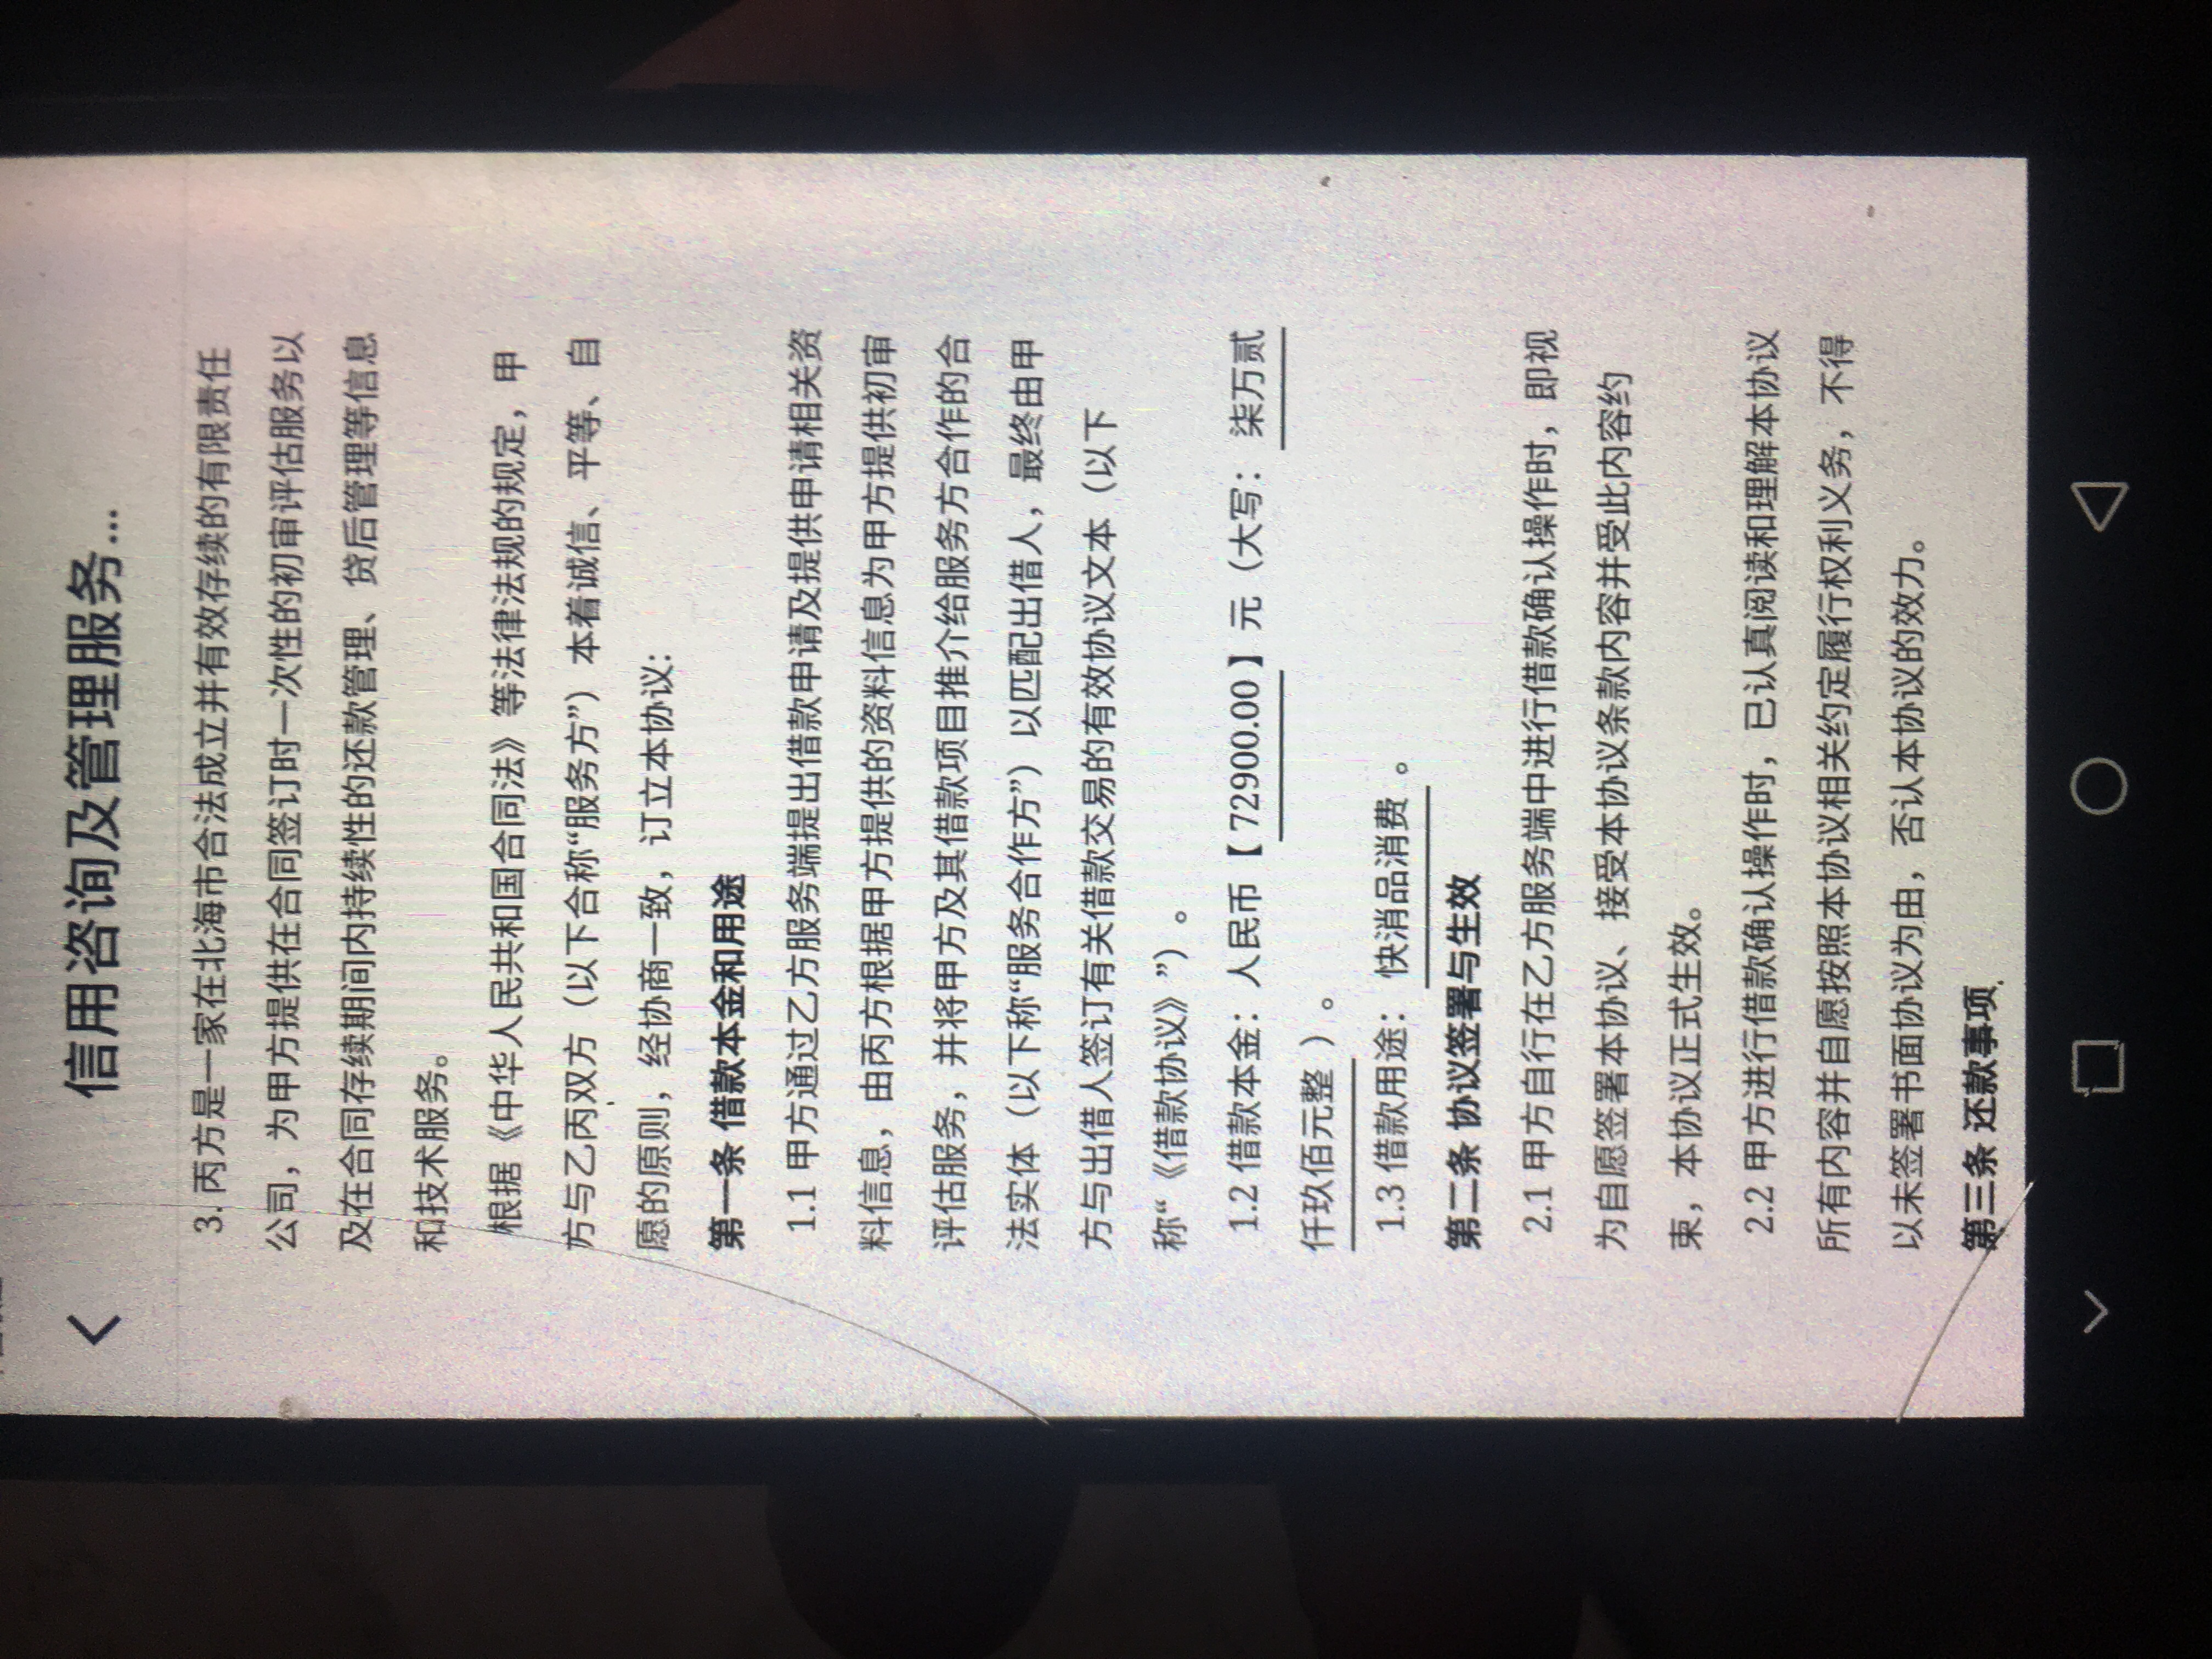 信用咨询及管理服务...
3. 丙方是一家在北海市合法成立并有效存续的有限责任
公司，为甲方提供在合同签订时一次性的初审评估服务以
及在合同存续期间内持续性的还款管理、贷后管理等信息
和技术服务。
根据《中华人民共和国合同法》等法律法规的规定，甲
方与乙丙双方（以下合称“服务方”）本着诚信、平等、自
愿的原则，经协商一致，订立本协议:
第一条 借款本金和用途
1.1 甲方通过乙方服务端提出借款申请及提供申请相关资
料信息，由丙方根据甲方提供的资料信息为甲方提供初审
评估服务，并将甲方及其借款项目推介给服务方合作的合
法实体（以下称“服务合作方”）以匹配出借人，最终由甲
方与出借人签订有关借款交易的有效协议文本（以下
称“《借款协议》”）。
1.2 借款本金：人民币【72900.00】元（大写： 柒万贰
仟玖佰元整 ）。
1.3 借款用途： 快消品消费 。
第二条 协议签署与生效
2.1 甲方自行在乙方服务端中进行借款确认操作时，即视
为自愿签署本协议、接受本协议条款内容并受此内容约
束，本协议正式生效。
2.2 甲方进行借款确认操作时，已认真阅读和理解本协议
所有内容并自愿按照本协议相关约定履行权利义务，不得
以未签署书面协议为由，否认本协议的效力。
第三条 还款事项